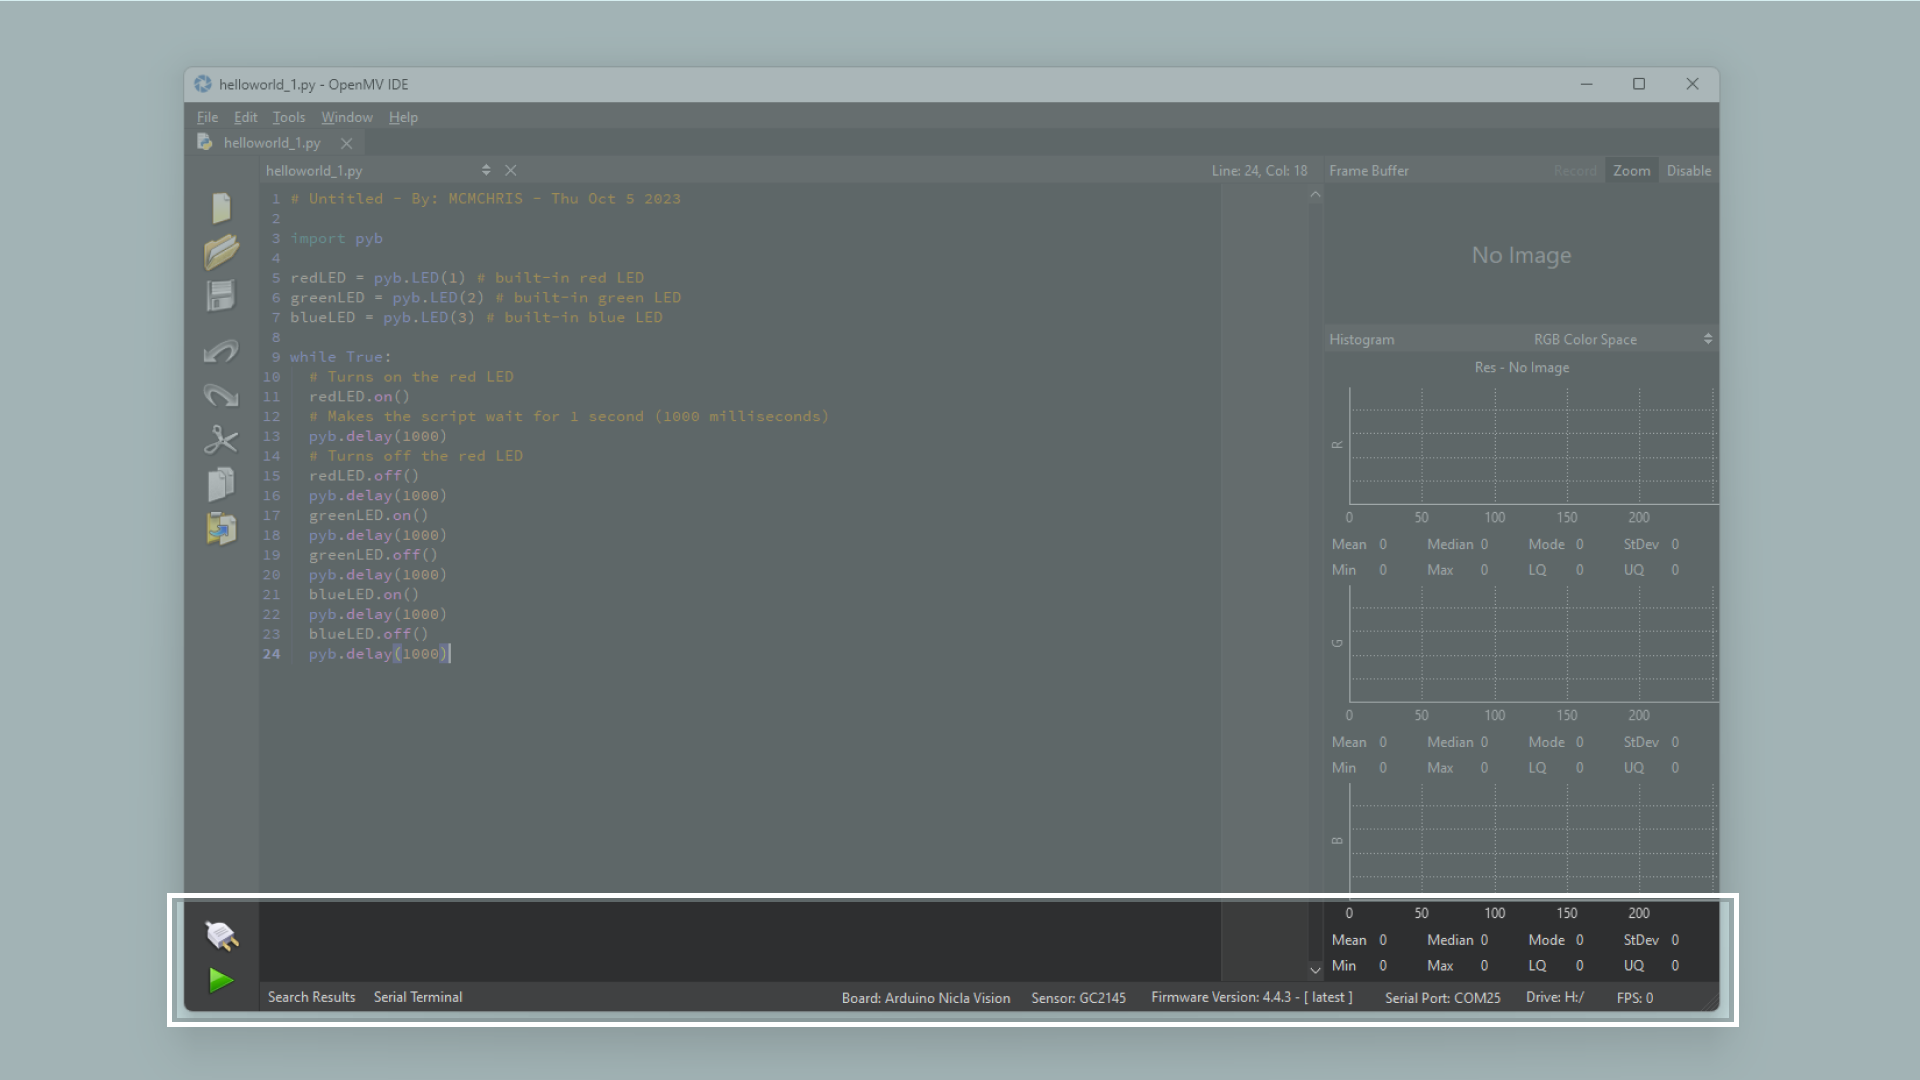 helloworld_1.py - OpenMV IDE
File Edit Tools Window Help
helloworld_1.py
helloworld_1.py Line: 24, Col: 18 Frame Buffer Record Zoom Disable
1 # Untitled - By: MCMCHRIS - Thu Oct 5 2023
2
3 import pyb
4
5 redLED = pyb.LED(1) # built-in red LED
6 greenLED = pyb.LED(2) # built-in green LED
7 blueLED = pyb.LED(3) # built-in blue LED
8
9 while True:
10 # Turns on the red LED
11 redLED.on()
12 # Makes the script wait for 1 second (1000 milliseconds)
13 pyb.delay(1000)
14 # Turns off the red LED
15 redLED.off()
16 pyb.delay(1000)
17 greenLED.on()
18 pyb.delay(1000)
19 greenLED.off()
20 pyb.delay(1000)
21 blueLED.on()
22 pyb.delay(1000)
23 blueLED.off()
24 pyb.delay(1000)
No Image
Histogram RGB Color Space
Res - No Image
R
0 50 100 150 200
Mean 0 Median 0 Mode 0 StDev 0
Min 0 Max 0 LQ 0 UQ 0
G
0 50 100 150 200
Mean 0 Median 0 Mode 0 StDev 0
Min 0 Max 0 LQ 0 UQ 0
B
0 50 100 150 200
Mean 0 Median 0 Mode 0 StDev 0
Min 0 Max 0 LQ 0 UQ 0
Search Results Serial Terminal Board: Arduino Nicla Vision Sensor: GC2145 Firmware Version: 4.4.3 - [ latest ] Serial Port: COM25 Drive: H:/ FPS: 0